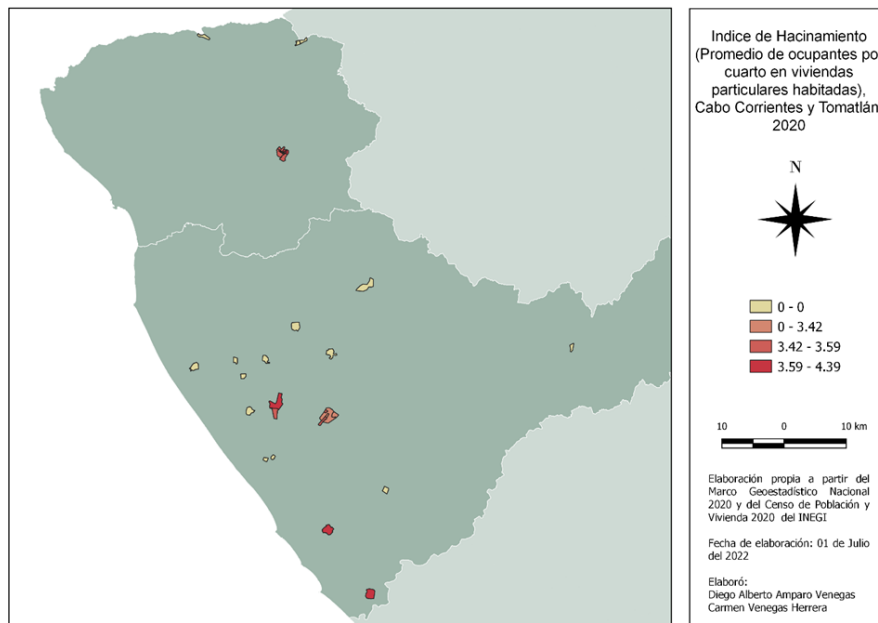 Indice de Hacinamiento
(Promedio de ocupantes po
cuarto en viviendas
particulares habitadas),
Cabo Corrientes y Tomatlán
2020
N
0 - 0
0 - 3.42
3.42 - 3.59
3.59 - 4.39
10 0 10 km
Elaboración propia a partir del
Marco Geoestadístico Nacional
2020 y del Censo de Población y
Vivienda 2020 del INEGI
Fecha de elaboración: 01 de Julio
del 2022
Elaboró:
Diego Alberto Amparo Venegas
Carmen Venegas Herrera